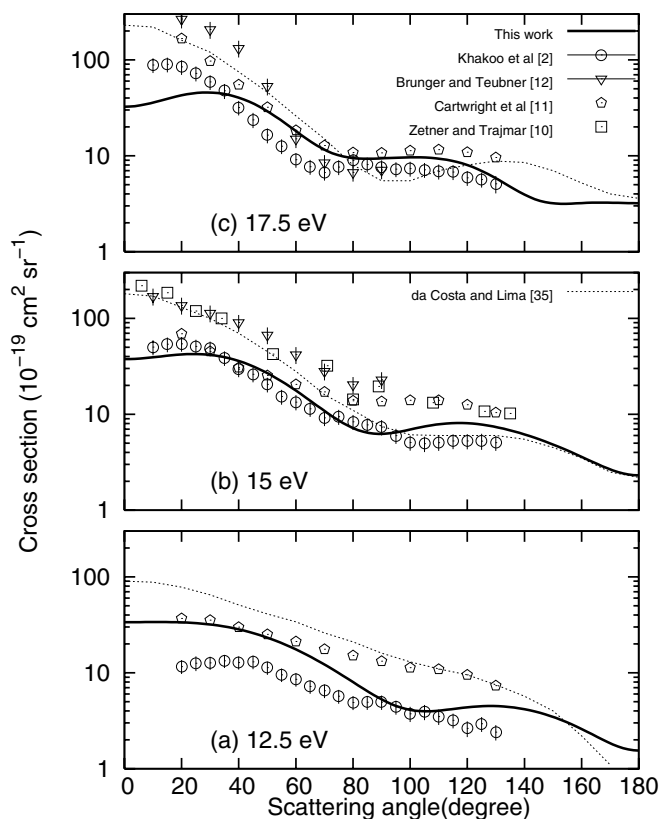 This work
Khakoo et al [2]
Brunger and Teubner [12]
Cartwright et al [11]
Zetner and Trajmar [10]
100
10
1
(c) 17.5 eV
da Costa and Lima [35]
100
10
1
(b) 15 eV
100
10
1
(a) 12.5 eV
0 20 40 60 80 100 120 140 160 180
Scattering angle(degree)
Cross section (10⁻¹⁹ cm² sr⁻¹)